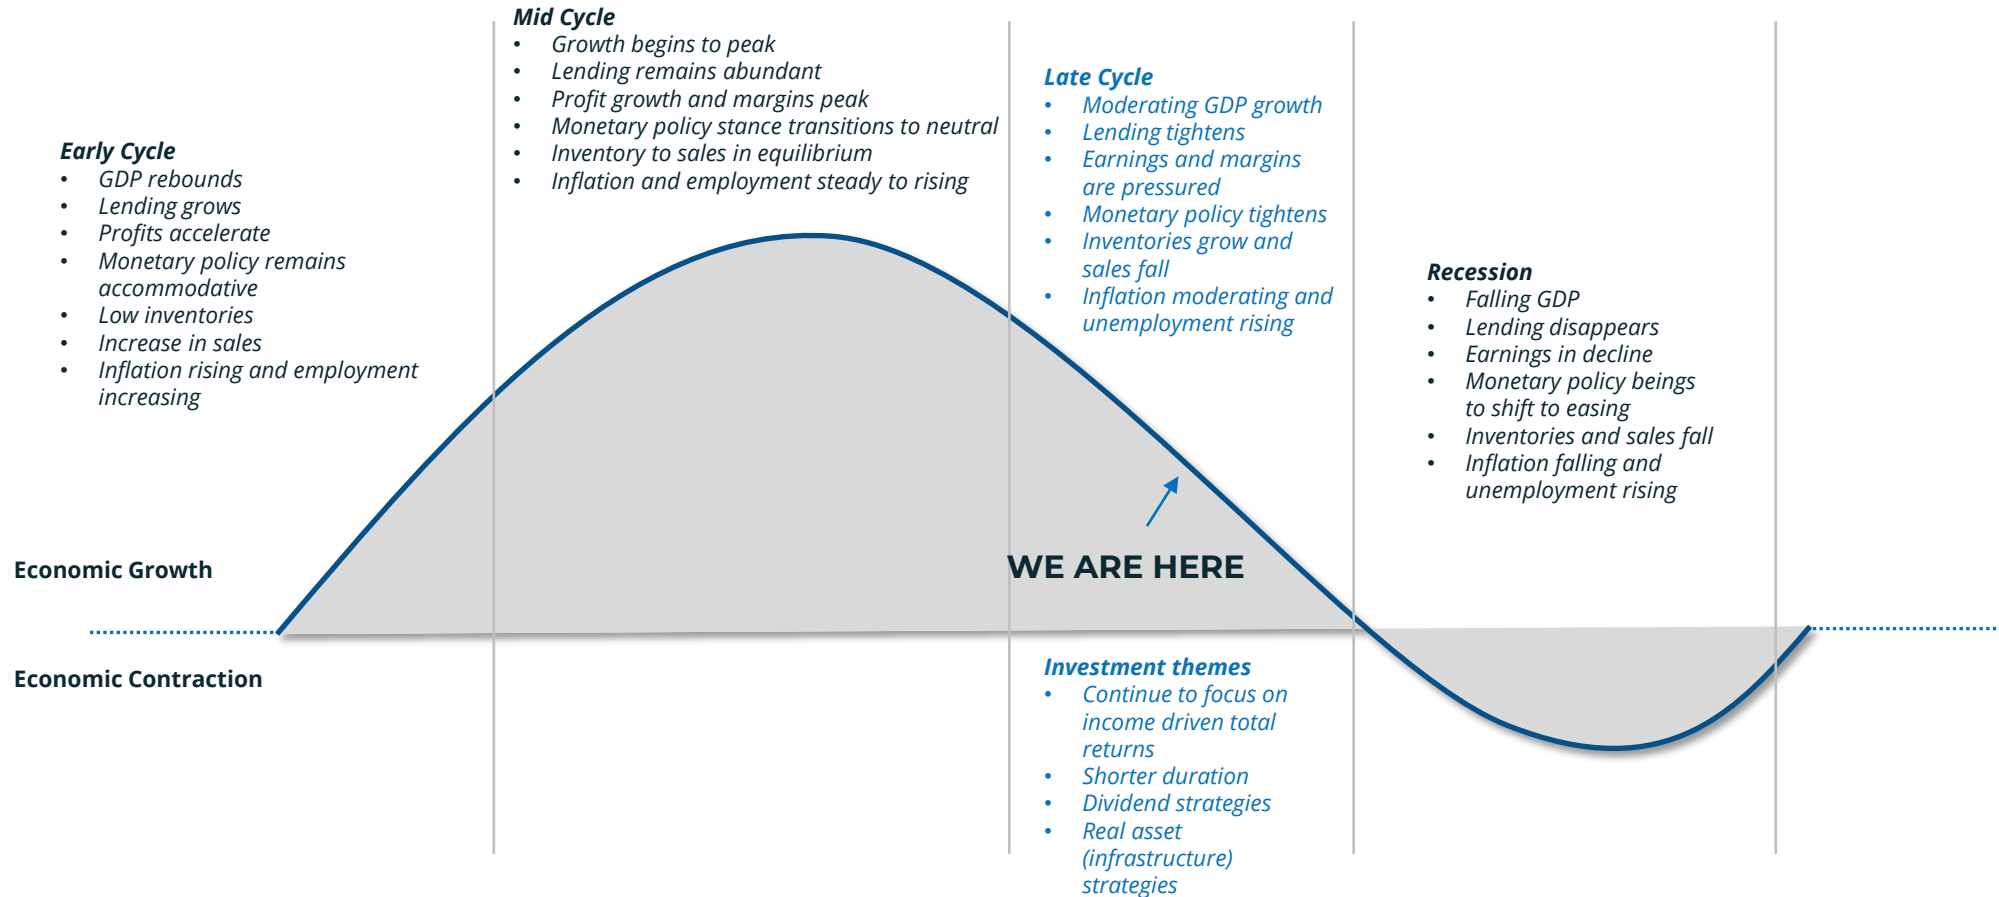 Early Cycle
• GDP rebounds
• Lending grows
• Profits accelerate
• Monetary policy remains
accommodative
• Low inventories
• Increase in sales
• Inflation rising and employment
increasing
Mid Cycle
• Growth begins to peak
• Lending remains abundant
• Profit growth and margins peak
• Monetary policy stance transitions to neutral
• Inventory to sales in equilibrium
• Inflation and employment steady to rising
Late Cycle
• Moderating GDP growth
• Lending tightens
• Earnings and margins
are pressured
• Monetary policy tightens
• Inventories grow and
sales fall
• Inflation moderating and
unemployment rising
Recession
• Falling GDP
• Lending disappears
• Earnings in decline
• Monetary policy beings
to shift to easing
• Inventories and sales fall
• Inflation falling and
unemployment rising
WE ARE HERE
Economic Growth
Economic Contraction
Investment themes
• Continue to focus on
income driven total
returns
• Shorter duration
• Dividend strategies
• Real asset
(infrastructure)
strategies